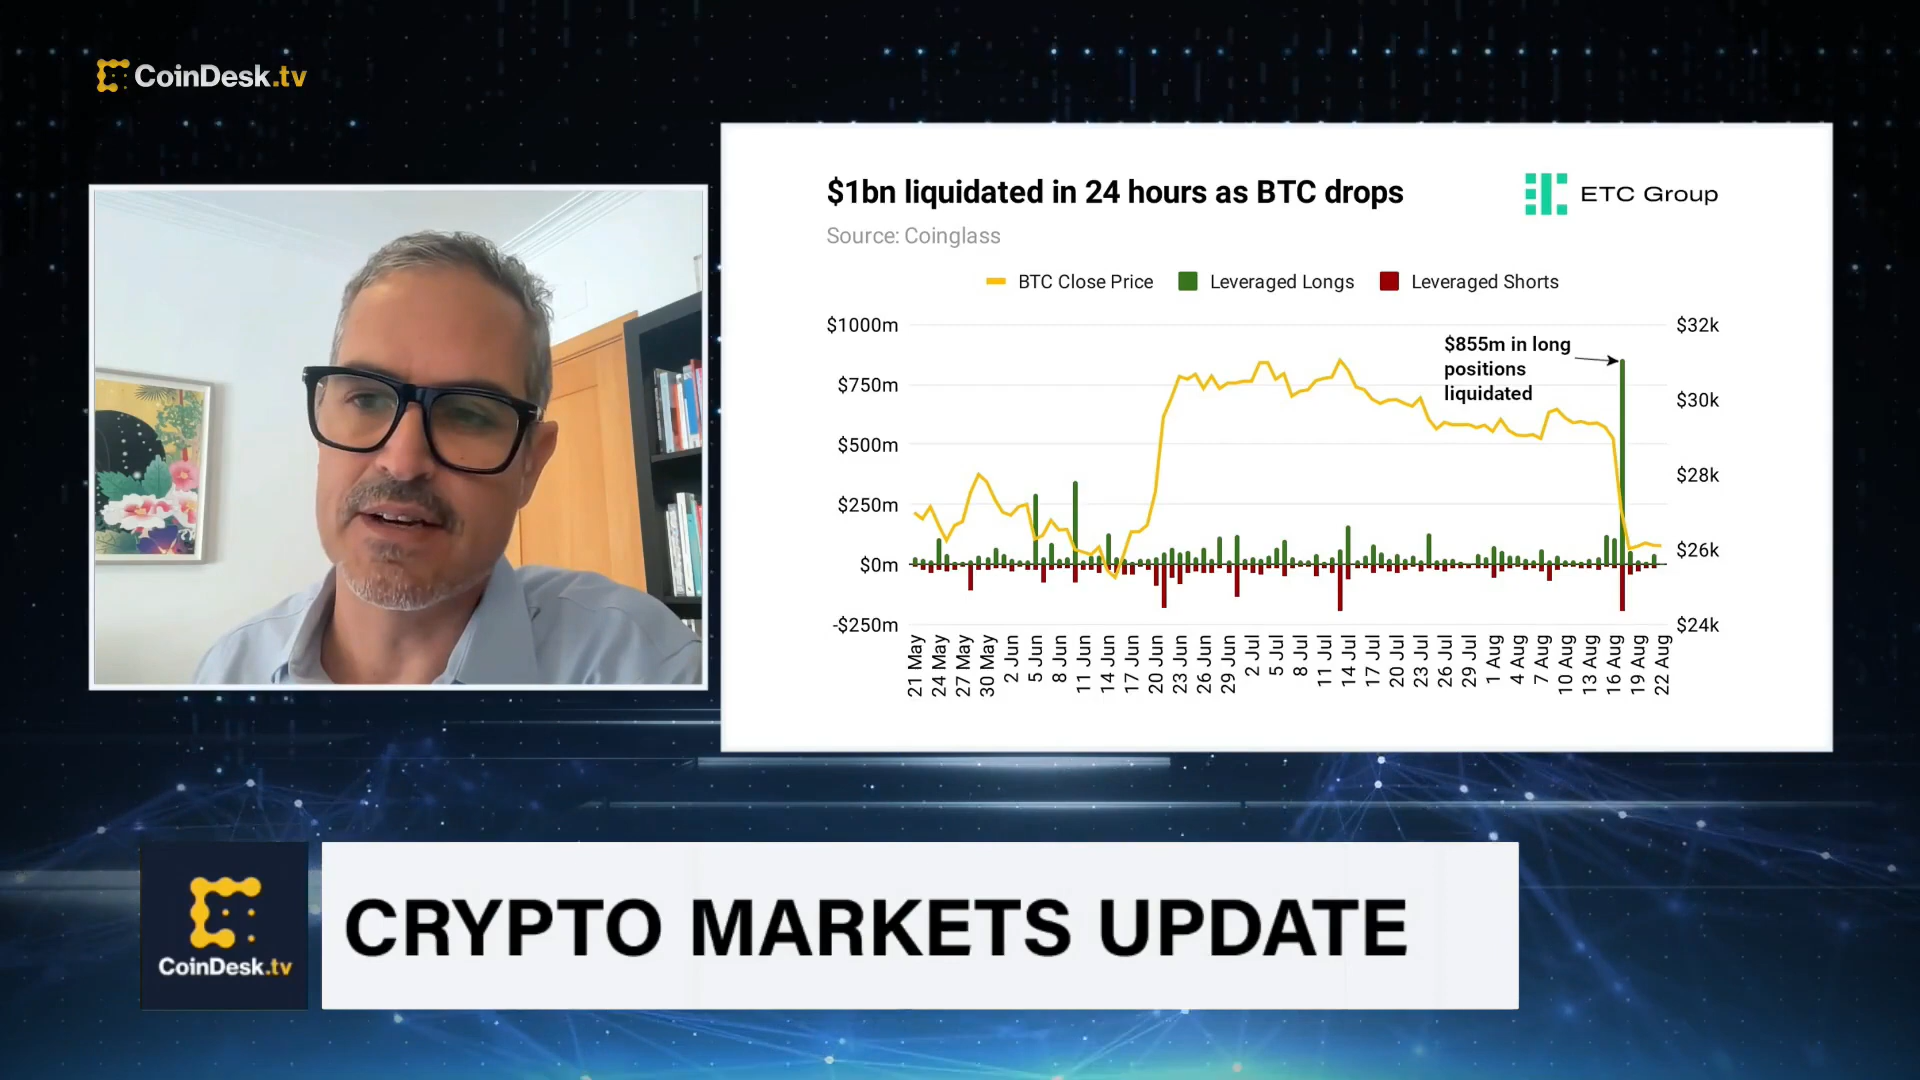 CoinDesk.tv
$1bn liquidated in 24 hours as BTC drops
ETC Group
Source: Coinglass
BTC Close Price
Leveraged Longs
Leveraged Shorts
$1000m
$750m
$500m
$250m
$0m
-$250m
$855m in long
positions
liquidated
$32k
$30k
$28k
$26k
$24k
21 May
24 May
27 May
30 May
2 Jun
5 Jun
8 Jun
11 Jun
14 Jun
17 Jun
20 Jun
23 Jun
26 Jun
29 Jun
2 Jul
5 Jul
8 Jul
11 Jul
14 Jul
17 Jul
20 Jul
23 Jul
26 Jul
29 Jul
1 Aug
4 Aug
7 Aug
10 Aug
13 Aug
16 Aug
19 Aug
22 Aug
CoinDesk.tv
CRYPTO MARKETS UPDATE